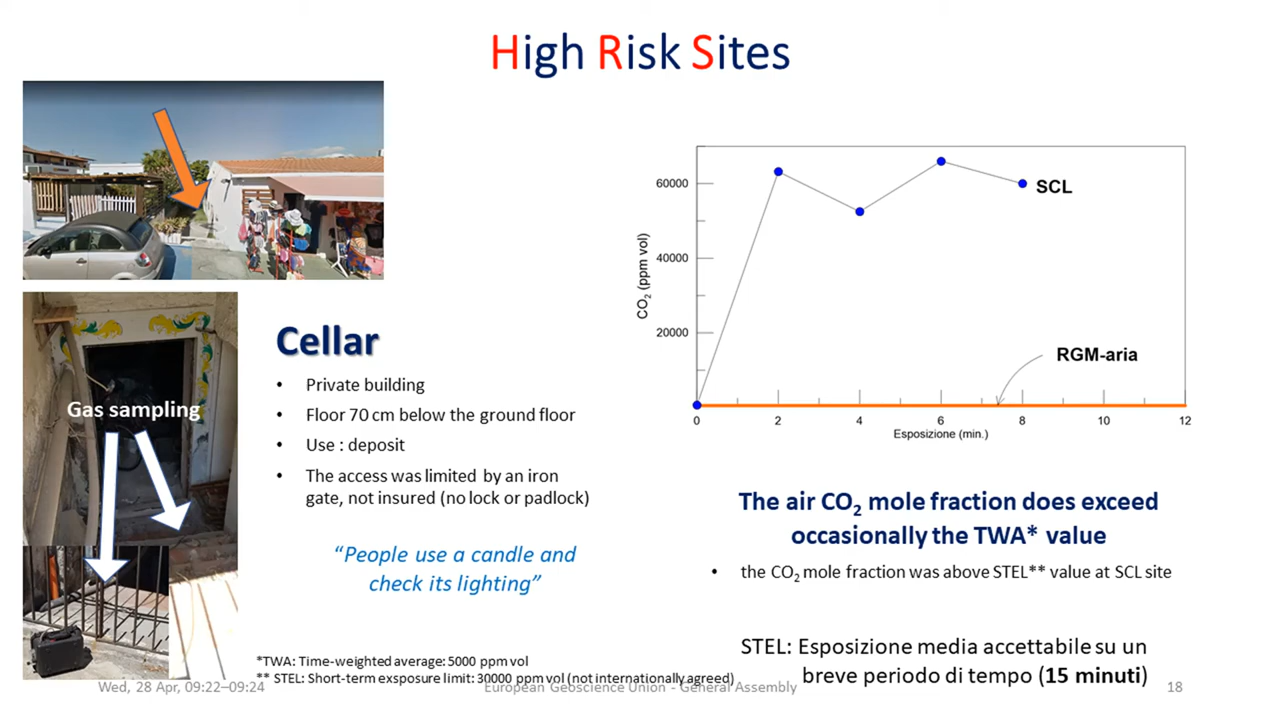 High Risk Sites
Gas sampling
Cellar
• Private building
• Floor 70 cm below the ground floor
• Use : deposit
• The access was limited by an iron
gate, not insured (no lock or padlock)
“People use a candle and
check its lighting”
CO2 (ppm vol)
60000
40000
20000
SCL
RGM-aria
0 2 4 6 8 10 12
Esposizione (min.)
The air CO2 mole fraction does exceed
occasionally the TWA* value
• the CO2 mole fraction was above STEL** value at SCL site
STEL: Esposizione media accettabile su un
breve periodo di tempo (15 minuti)
*TWA: Time-weighted average: 5000 ppm vol
** STEL: Short-term exsposure limit: 30000 ppm vol (not internationally agreed)
Wed, 28 Apr, 09:22–09:24
European Geoscience Union - General Assembly
18